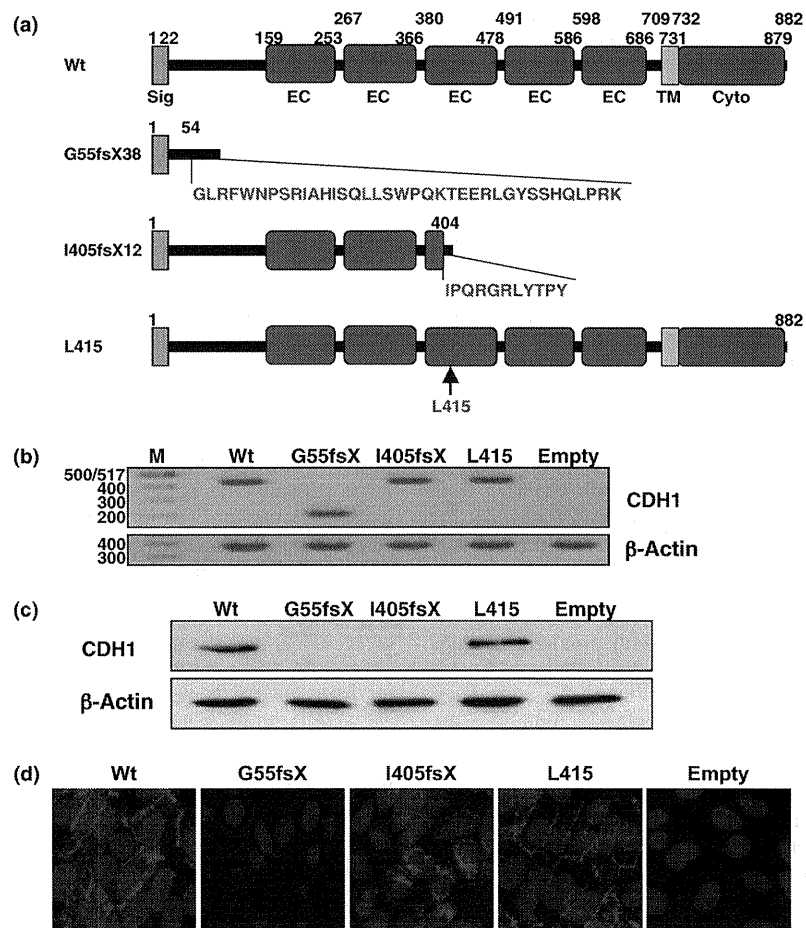 (a)
267 380 491 598 709 732 882
1 22 159 253 366 478 586 686 731 879
Wt
Sig EC EC EC EC EC TM Cyto
1 54
G55fsX38
GLRFWNPSRIAHISQLLSWPQKTEERLGYSSHQLPRK
1 404
I405fsX12
IPQRGRLYTPY
1 882
L415
L415
(b) M Wt G55fsX I405fsX L415 Empty
500/517
400
300
200
CDH1
400
300
β-Actin
(c) Wt G55fsX I405fsX L415 Empty
CDH1
β-Actin
(d) Wt G55fsX I405fsX L415 Empty